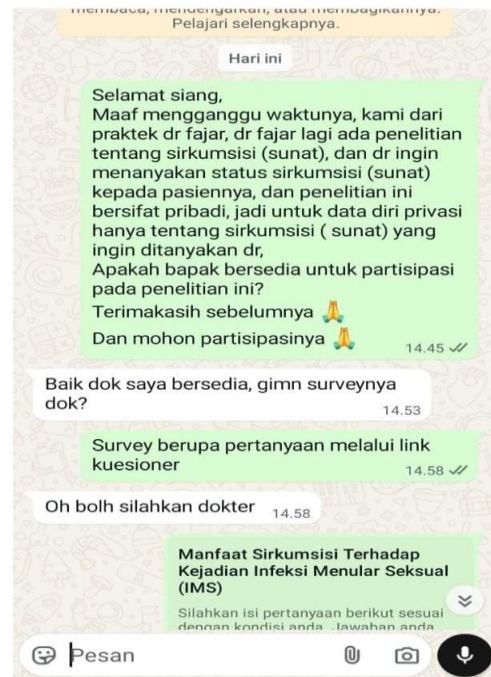 membaca, mendengarkan, atau membagikannya.
Pelajari selengkapnya.
Hari ini
Selamat siang,
Maaf mengganggu waktunya, kami dari
praktek dr fajar, dr fajar lagi ada penelitian
tentang sirkumsisi (sunat), dan dr ingin
menanyakan status sirkumsisi (sunat)
kepada pasiennya, dan penelitian ini
bersifat pribadi, jadi untuk data diri privasi
hanya tentang sirkumsisi ( sunat) yang
ingin ditanyakan dr,
Apakah bapak bersedia untuk partisipasi
pada penelitian ini?
Terimakasih sebelumnya 🙏
Dan mohon partisipasinya 🙏
14.45
Baik dok saya bersedia, gimn surveynya
dok?
14.53
Survey berupa pertanyaan melalui link
kuesioner
14.58
Oh bolh silahkan dokter 14.58
Manfaat Sirkumsisi Terhadap
Kejadian Infeksi Menular Seksual
(IMS)
Silahkan isi pertanyaan berikut sesuai
dengan kondisi anda. Jawaban anda
Pesan